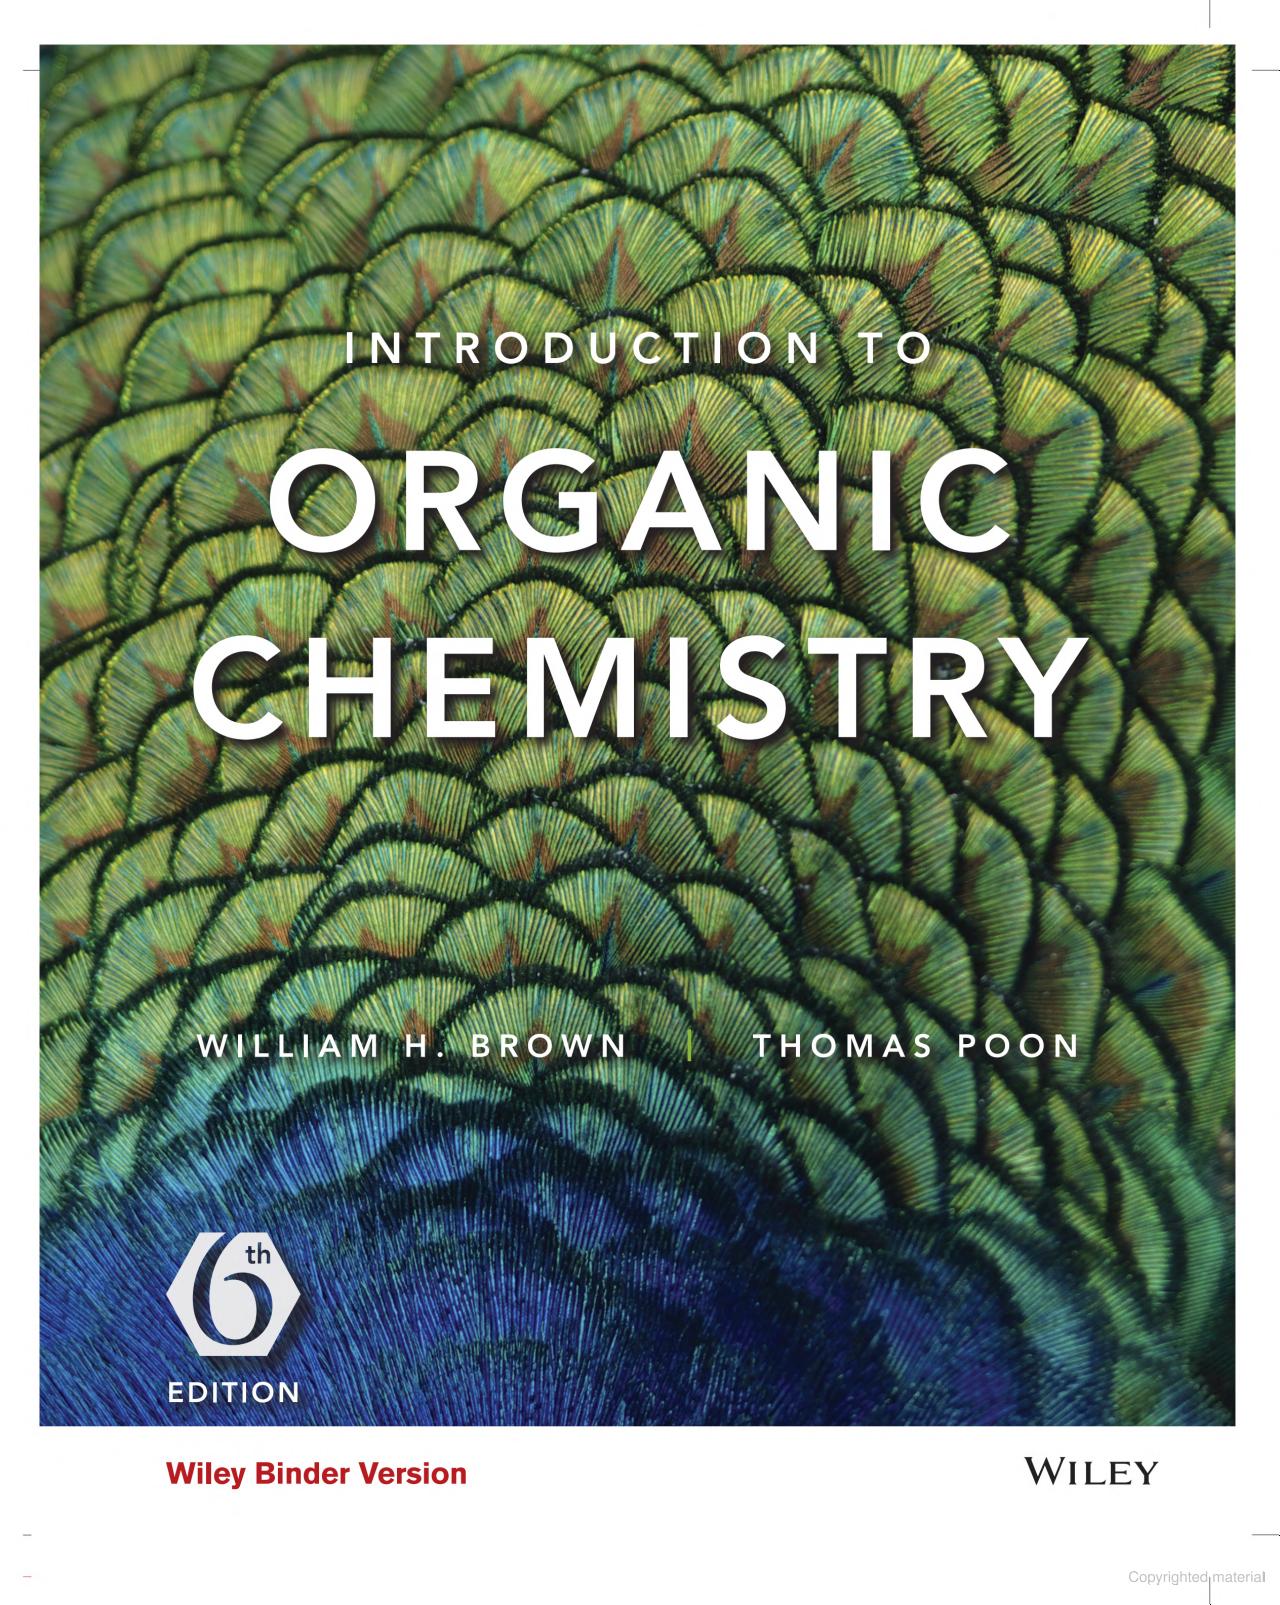 INTRODUCTION TO
ORGANIC
CHEMISTRY
WILLIAM H. BROWN | THOMAS POON
6th
EDITION
Wiley Binder Version
WILEY
Copyrighted material